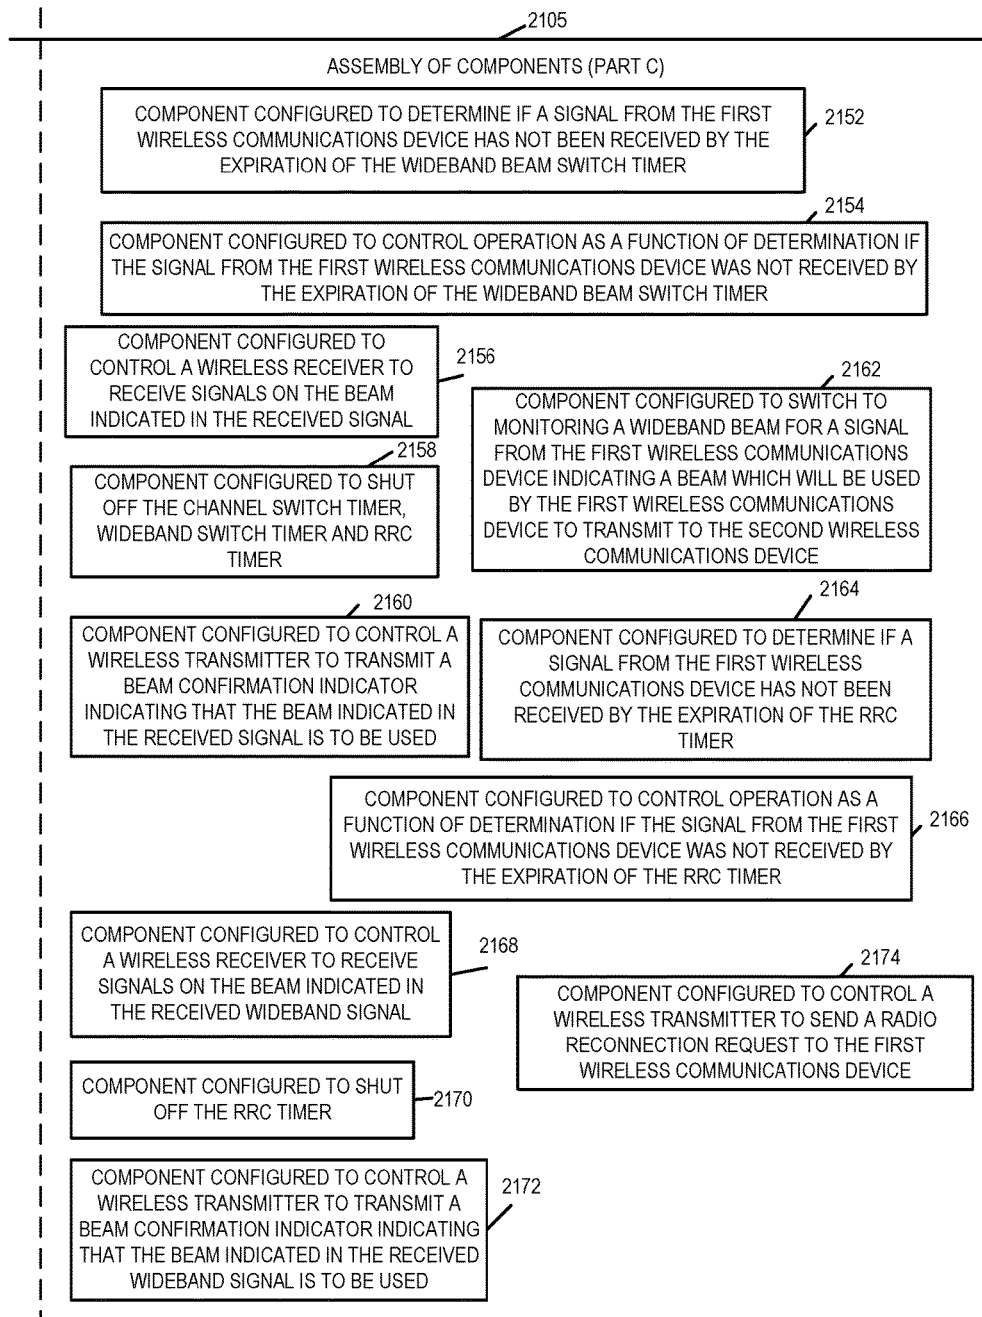 2105
ASSEMBLY OF COMPONENTS (PART C)
COMPONENT CONFIGURED TO DETERMINE IF A SIGNAL FROM THE FIRST
WIRELESS COMMUNICATIONS DEVICE HAS NOT BEEN RECEIVED BY THE
EXPIRATION OF THE WIDEBAND BEAM SWITCH TIMER
2152
2154
COMPONENT CONFIGURED TO CONTROL OPERATION AS A FUNCTION OF DETERMINATION IF
THE SIGNAL FROM THE FIRST WIRELESS COMMUNICATIONS DEVICE WAS NOT RECEIVED BY
THE EXPIRATION OF THE WIDEBAND BEAM SWITCH TIMER
COMPONENT CONFIGURED TO
CONTROL A WIRELESS RECEIVER TO
RECEIVE SIGNALS ON THE BEAM
INDICATED IN THE RECEIVED SIGNAL
2156
2158
COMPONENT CONFIGURED TO SHUT
OFF THE CHANNEL SWITCH TIMER,
WIDEBAND SWITCH TIMER AND RRC
TIMER
2162
COMPONENT CONFIGURED TO SWITCH TO
MONITORING A WIDEBAND BEAM FOR A SIGNAL
FROM THE FIRST WIRELESS COMMUNICATIONS
DEVICE INDICATING A BEAM WHICH WILL BE USED
BY THE FIRST WIRELESS COMMUNICATIONS
DEVICE TO TRANSMIT TO THE SECOND WIRELESS
COMMUNICATIONS DEVICE
2160
COMPONENT CONFIGURED TO CONTROL A
WIRELESS TRANSMITTER TO TRANSMIT A
BEAM CONFIRMATION INDICATOR
INDICATING THAT THE BEAM INDICATED IN
THE RECEIVED SIGNAL IS TO BE USED
2164
COMPONENT CONFIGURED TO DETERMINE IF A
SIGNAL FROM THE FIRST WIRELESS
COMMUNICATIONS DEVICE HAS NOT BEEN
RECEIVED BY THE EXPIRATION OF THE RRC
TIMER
COMPONENT CONFIGURED TO CONTROL OPERATION AS A
FUNCTION OF DETERMINATION IF THE SIGNAL FROM THE FIRST
WIRELESS COMMUNICATIONS DEVICE WAS NOT RECEIVED BY
THE EXPIRATION OF THE RRC TIMER
2166
COMPONENT CONFIGURED TO CONTROL
A WIRELESS RECEIVER TO RECEIVE
SIGNALS ON THE BEAM INDICATED IN
THE RECEIVED WIDEBAND SIGNAL
2168
2174
COMPONENT CONFIGURED TO CONTROL A
WIRELESS TRANSMITTER TO SEND A RADIO
RECONNECTION REQUEST TO THE FIRST
WIRELESS COMMUNICATIONS DEVICE
COMPONENT CONFIGURED TO SHUT
OFF THE RRC TIMER
2170
COMPONENT CONFIGURED TO CONTROL A
WIRELESS TRANSMITTER TO TRANSMIT A
BEAM CONFIRMATION INDICATOR INDICATING
THAT THE BEAM INDICATED IN THE RECEIVED
WIDEBAND SIGNAL IS TO BE USED
2172